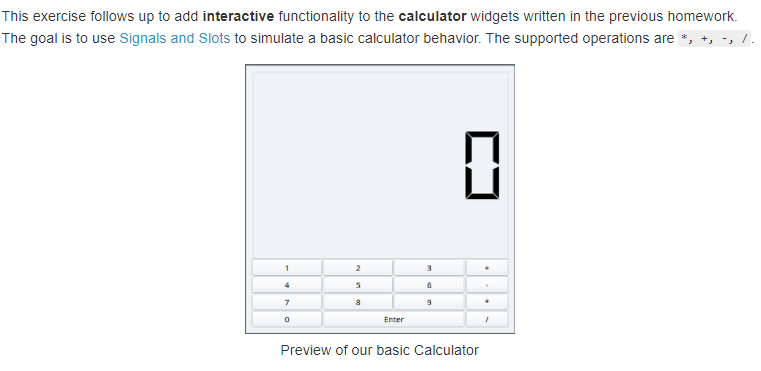 This exercise follows up to add interactive functionality to the calculator widgets written in the previous homework.
The goal is to use Signals and Slots to simulate a basic calculator behavior. The supported operations are *, +, -, / .
0
1 2 3 +
4 5 6 -
7 8 9 *
0 Enter /
Preview of our basic Calculator